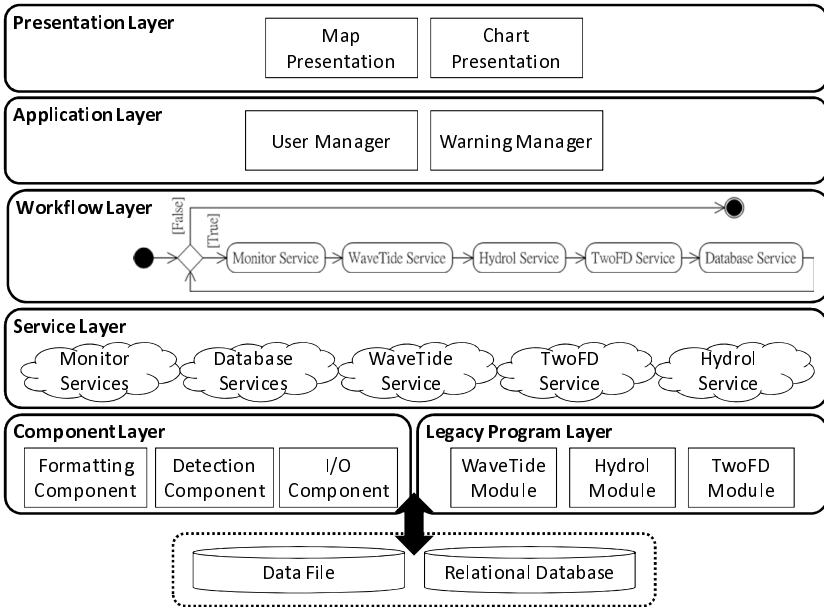 Presentation Layer
Map
Presentation
Chart
Presentation
Application Layer
User Manager
Warning Manager
Workflow Layer
[False]
[True]
Monitor Service
WaveTide Service
Hydrol Service
TwoFD Service
Database Service
Service Layer
Monitor
Services
Database
Services
WaveTide
Service
TwoFD
Service
Hydrol
Service
Component Layer
Formatting
Component
Detection
Component
I/O
Component
Legacy Program Layer
WaveTide
Module
Hydrol
Module
TwoFD
Module
Data File
Relational Database